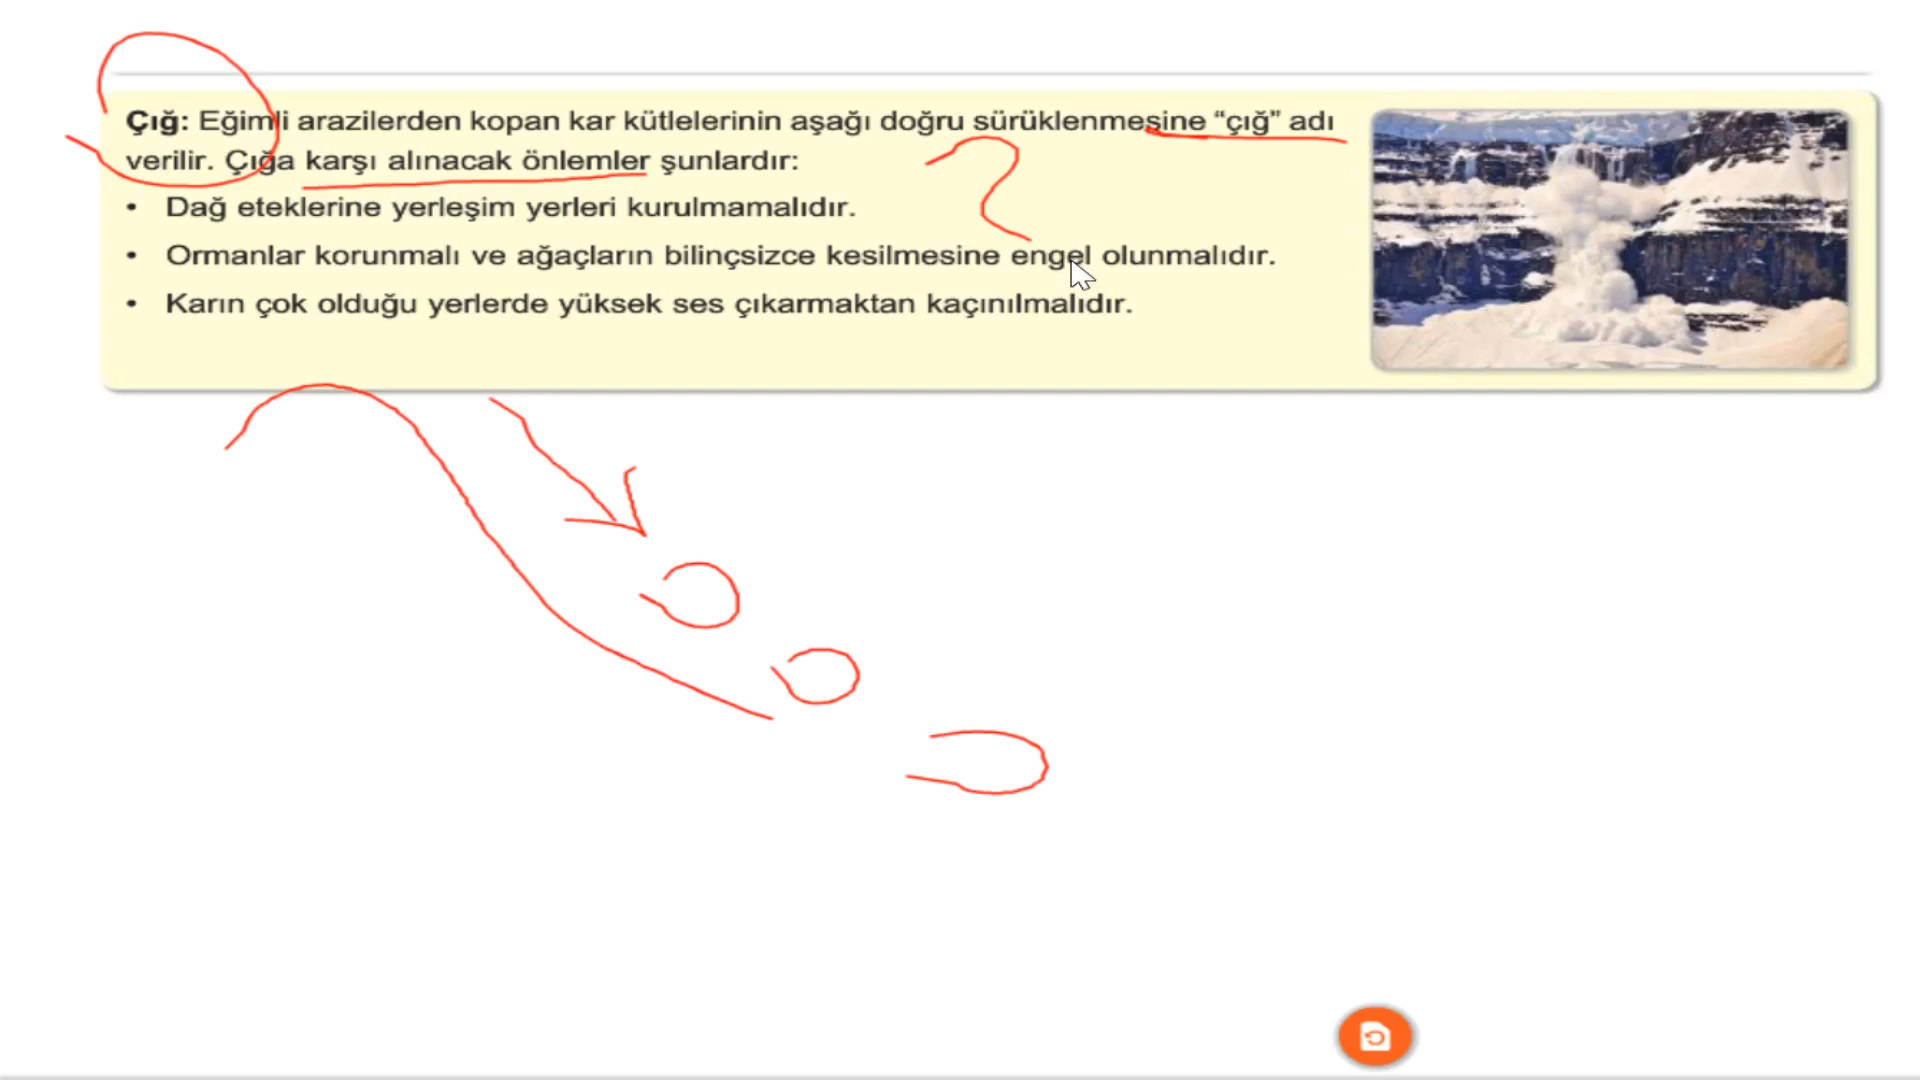 Çığ: Eğimli arazilerden kopan kar kütlelerinin aşağı doğru sürüklenmesine “çığ” adı
verilir. Çığa karşı alınacak önlemler şunlardır:
• Dağ eteklerine yerleşim yerleri kurulmamalıdır.
• Ormanlar korunmalı ve ağaçların bilinçsizce kesilmesine engel olunmalıdır.
• Karın çok olduğu yerlerde yüksek ses çıkarmaktan kaçınılmalıdır.